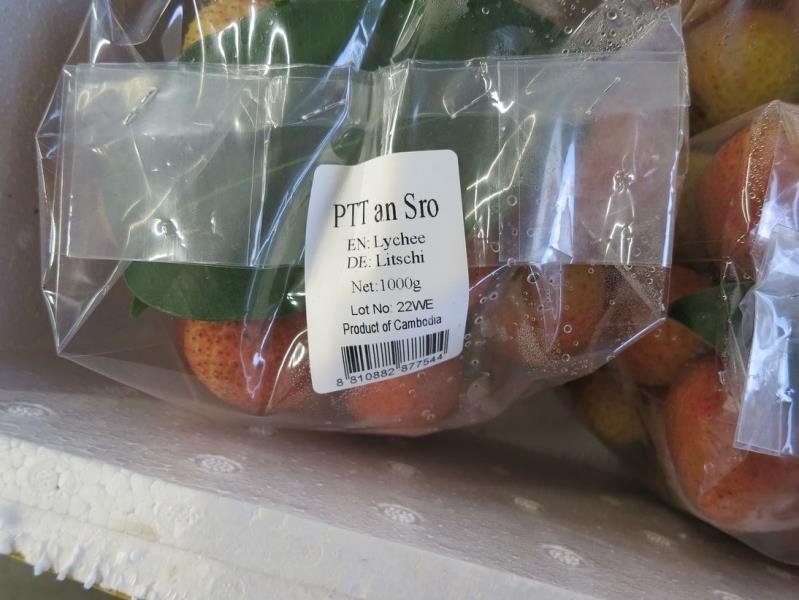 PTT an Sro
EN: Lychee
DE: Litschi
Net:1000g
Lot No: 22WE
Product of Cambodia
8 810882 877544